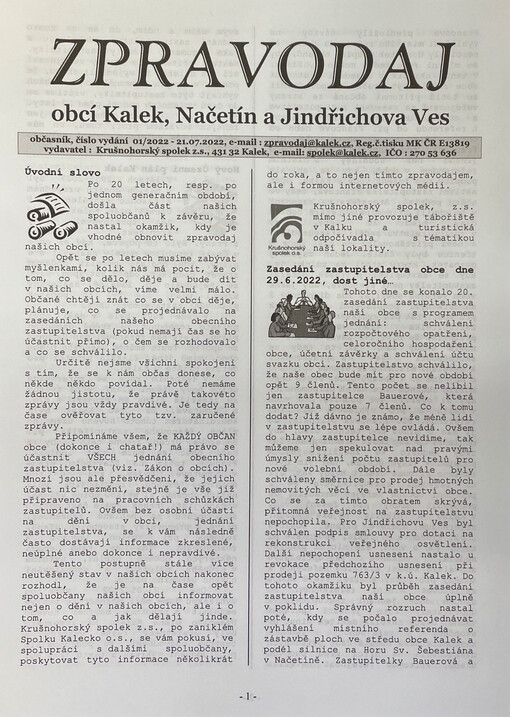 ZPRAVODAJ
obcí Kalek, Načetín a Jindřichova Ves
občasník, číslo vydání 01/2022 - 21.07.2022, e-mail : zpravodaj@kalek.cz, Reg.č.tisku MK ČR E13819
vydavatel : Krušnohorský spolek z.s., 431 32 Kalek, e-mail: spolek@kalek.cz, IČO : 270 53 636
Úvodní slovo
Po 20 letech, resp. po
jednom generačním období,
došla část našich
spoluobčanů k závěru, že
nastal okamžik, kdy je
vhodné obnovit zpravodaj
našich obcí.
Opět se po letech musíme zabývat
myšlenkami, kolik nás má pocit, že o
tom, co se dělo, děje a bude dít
v našich obcích, víme velmi málo.
Občané chtějí znát co se v obci děje,
plánuje, co se projednávalo na
zasedáních našeho obecního
zastupitelstva (pokud nemají čas se ho
účastnit přímo), o čem se rozhodovalo
a co se schválilo.
Určitě nejsme všichni spokojeni
s tím, že se k nám občas donese, co
někde někdo povídal. Poté nemáme
žádnou jistotu, že právě takovéto
zprávy jsou vždy pravdivé. Je tedy na
čase ověřovat tyto tzv. zaručené
zprávy.
Připomínáme všem, že KAŽDÝ OBČAN
obce (dokonce i chatař!) má právo se
účastnit VŠECH jednání obecního
zastupitelstva (viz. Zákon o obcích).
Mnozí jsou ale přesvědčeni, že jejich
účast nic nezmění, stejně je vše již
připraveno na pracovních schůzkách
zastupitelů. Ovšem bez osobní účasti
na dění v obci, jednání
zastupitelstva, se k vám následně
často dostávají informace zkreslené,
neúplné anebo dokonce i nepravdivé.
Tento postupně stále více
neutěšený stav v našich obcích nakonec
rozhodl, že je na čase opět
spoluobčany našich obcí informovat
nejen o dění v našich obcích, ale i o
tom, co a jak dělají jinde.
Krušnohorský spolek z.s., po zaniklém
Spolku Kalecko o.s., se vám pokusí, ve
spolupráci s dalšími spoluobčany,
poskytovat tyto informace několikrát
do roka, a to nejen tímto zpravodajem,
ale i formou internetových médií.
Krušnohorský
spolek o.s.
Krušnohorský spolek, z.s.
mimo jiné provozuje tábořiště
v Kalku a turistická
odpočívadla s tématikou
naší lokality.
Zasedání zastupitelstva obce dne
29.6.2022, dost jiné…
Tohoto dne se konalo 20.
zasedání zastupitelstva
naší obce s programem
jednání: schválení
rozpočtového opatření,
celoročního hospodaření
obce, účetní závěrky a schválení účtu
svazku obcí. Zastupitelstvo schválilo,
že naše obec bude mít pro nové období
opět 9 členů. Tento počet se nelíbil
jen zastupitelce Bauerové, která
navrhovala pouze 7 členů. Co k tomu
dodat? Již dávno je známo, že méně lidí
v zastupitelstvu se lépe ovládá. Ovšem
do hlavy zastupitelce nevidíme, tak
můžeme jen spekulovat nad pravými
úmysly snížení počtu zastupitelů pro
nové volební období. Dále byly
schváleny směrnice pro prodej hmotných
nemovitých věcí ve vlastnictví obce.
Co se za tímto obratem skrývá,
přítomná veřejnost na zastupitelstvu
nepochopila. Pro Jindřichovu Ves byl
schválen podpis smlouvy pro dotaci na
rekonstrukci veřejného osvětlení.
Další nepochopení usnesení nastalo u
revokace předchozího usnesení při
prodeji pozemku 763/3 v k.ú. Kalek. Do
tohoto okamžiku byl průběh zasedání
zastupitelstva naší obce úplně
v poklidu. Správný rozruch nastal
poté, kdy se počalo projednávat
vyhlášení místního referenda o
zástavbě ploch ve středu obce Kalek a
podél silnice na Horu Sv. Šebestiána
v Načetíně. Zastupitelky Bauerová a
- 1 -